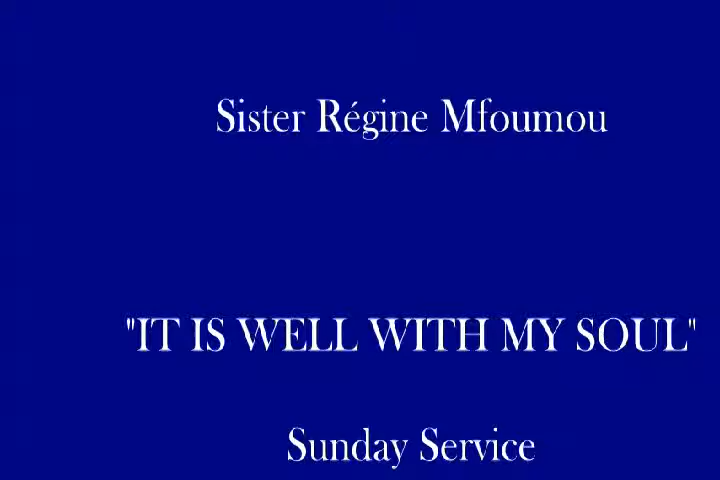 Sister Régine Mfoumou
"IT IS WELL WITH MY SOUL"
Sunday Service